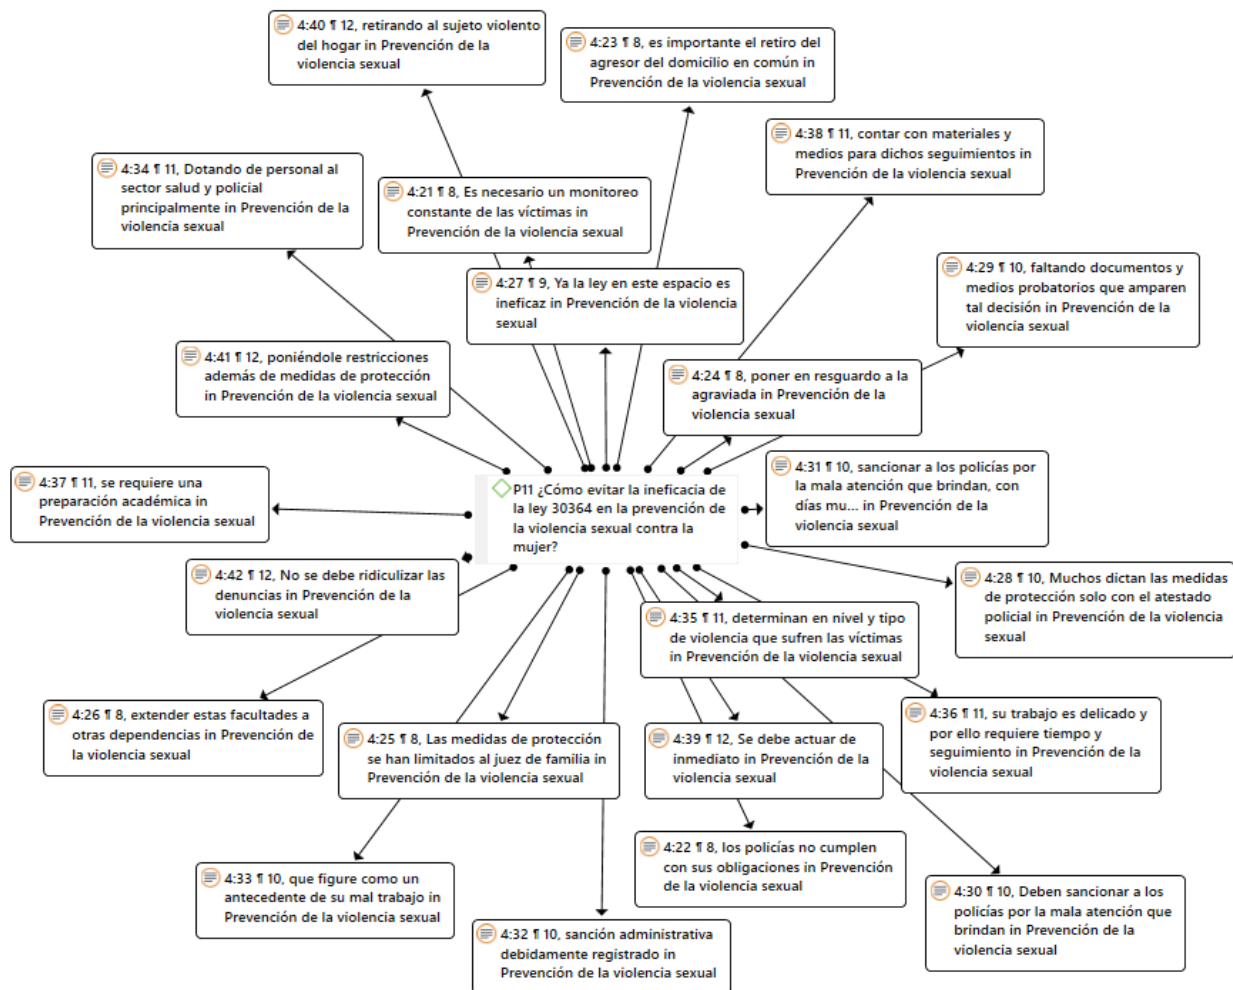 4:40 ¶ 12, retirando al sujeto violento
del hogar in Prevención de la
violencia sexual
4:23 ¶ 8, es importante el retiro del
agresor del domicilio en común in
Prevención de la violencia sexual
4:38 ¶ 11, contar con materiales y
medios para dichos seguimientos in
Prevención de la violencia sexual
4:34 ¶ 11, Dotando de personal al
sector salud y policial
principalmente in Prevención de la
violencia sexual
4:21 ¶ 8, Es necesario un monitoreo
constante de las víctimas in
Prevención de la violencia sexual
4:27 ¶ 9, Ya la ley en este espacio es
ineficaz in Prevención de la violencia
sexual
4:29 ¶ 10, faltando documentos y
medios probatorios que amparen
tal decisión in Prevención de la
violencia sexual
4:41 ¶ 12, poniéndole restricciones
además de medidas de protección
in Prevención de la violencia sexual
4:24 ¶ 8, poner en resguardo a la
agraviada in Prevención de la
violencia sexual
4:37 ¶ 11, se requiere una
preparación académica in
Prevención de la violencia sexual
P11 ¿Cómo evitar la ineficacia de
la ley 30364 en la prevención de
la violencia sexual contra la
mujer?
4:31 ¶ 10, sancionar a los policías por
la mala atención que brindan, con
días mu... in Prevención de la
violencia sexual
4:42 ¶ 12, No se debe ridiculizar las
denuncias in Prevención de la
violencia sexual
4:28 ¶ 10, Muchos dictan las medidas
de protección solo con el atestado
policial in Prevención de la violencia
sexual
4:35 ¶ 11, determinan en nivel y tipo
de violencia que sufren las víctimas
in Prevención de la violencia sexual
4:26 ¶ 8, extender estas facultades a
otras dependencias in Prevención de
la violencia sexual
4:25 ¶ 8, Las medidas de protección
se han limitados al juez de familia in
Prevención de la violencia sexual
4:39 ¶ 12, Se debe actuar de
inmediato in Prevención de la
violencia sexual
4:36 ¶ 11, su trabajo es delicado y
por ello requiere tiempo y
seguimiento in Prevención de la
violencia sexual
4:22 ¶ 8, los policías no cumplen
con sus obligaciones in Prevención
de la violencia sexual
4:33 ¶ 10, que figure como un
antecedente de su mal trabajo in
Prevención de la violencia sexual
4:30 ¶ 10, Deben sancionar a los
policías por la mala atención que
brindan in Prevención de la
violencia sexual
4:32 ¶ 10, sanción administrativa
debidamente registrado in
Prevención de la violencia sexual